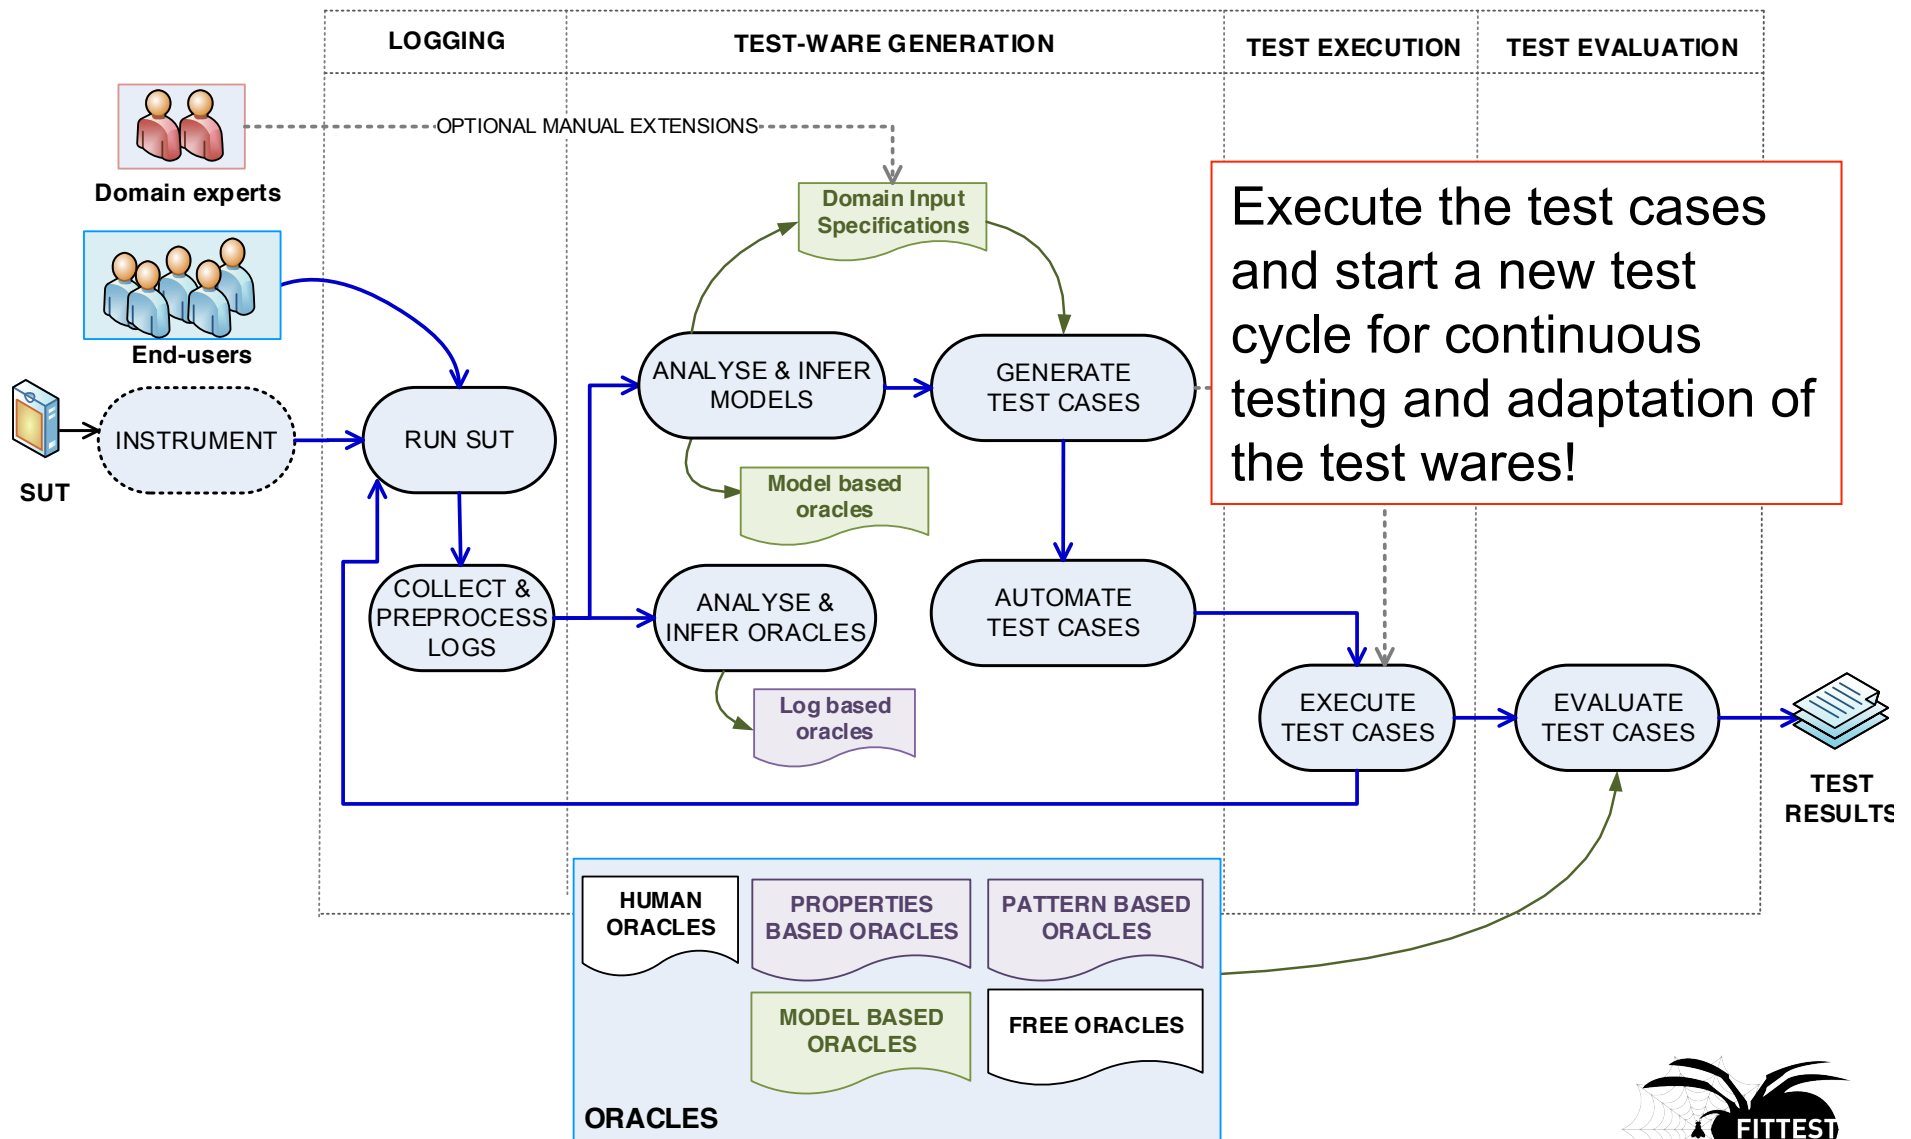 LOGGING
TEST-WARE GENERATION
TEST EXECUTION
TEST EVALUATION
OPTIONAL MANUAL EXTENSIONS
Domain experts
Domain Input
Specifications
Execute the test cases
and start a new test
cycle for continuous
testing and adaptation of
the test wares!
End-users
ANALYSE & INFER
MODELS
GENERATE
TEST CASES
SUT
INSTRUMENT
RUN SUT
Model based
oracles
COLLECT &
PREPROCESS
LOGS
ANALYSE &
INFER ORACLES
AUTOMATE
TEST CASES
Log based
oracles
EXECUTE
TEST CASES
EVALUATE
TEST CASES
TEST
RESULTS
HUMAN
ORACLES
PROPERTIES
BASED ORACLES
PATTERN BASED
ORACLES
MODEL BASED
ORACLES
FREE ORACLES
ORACLES
FITTEST